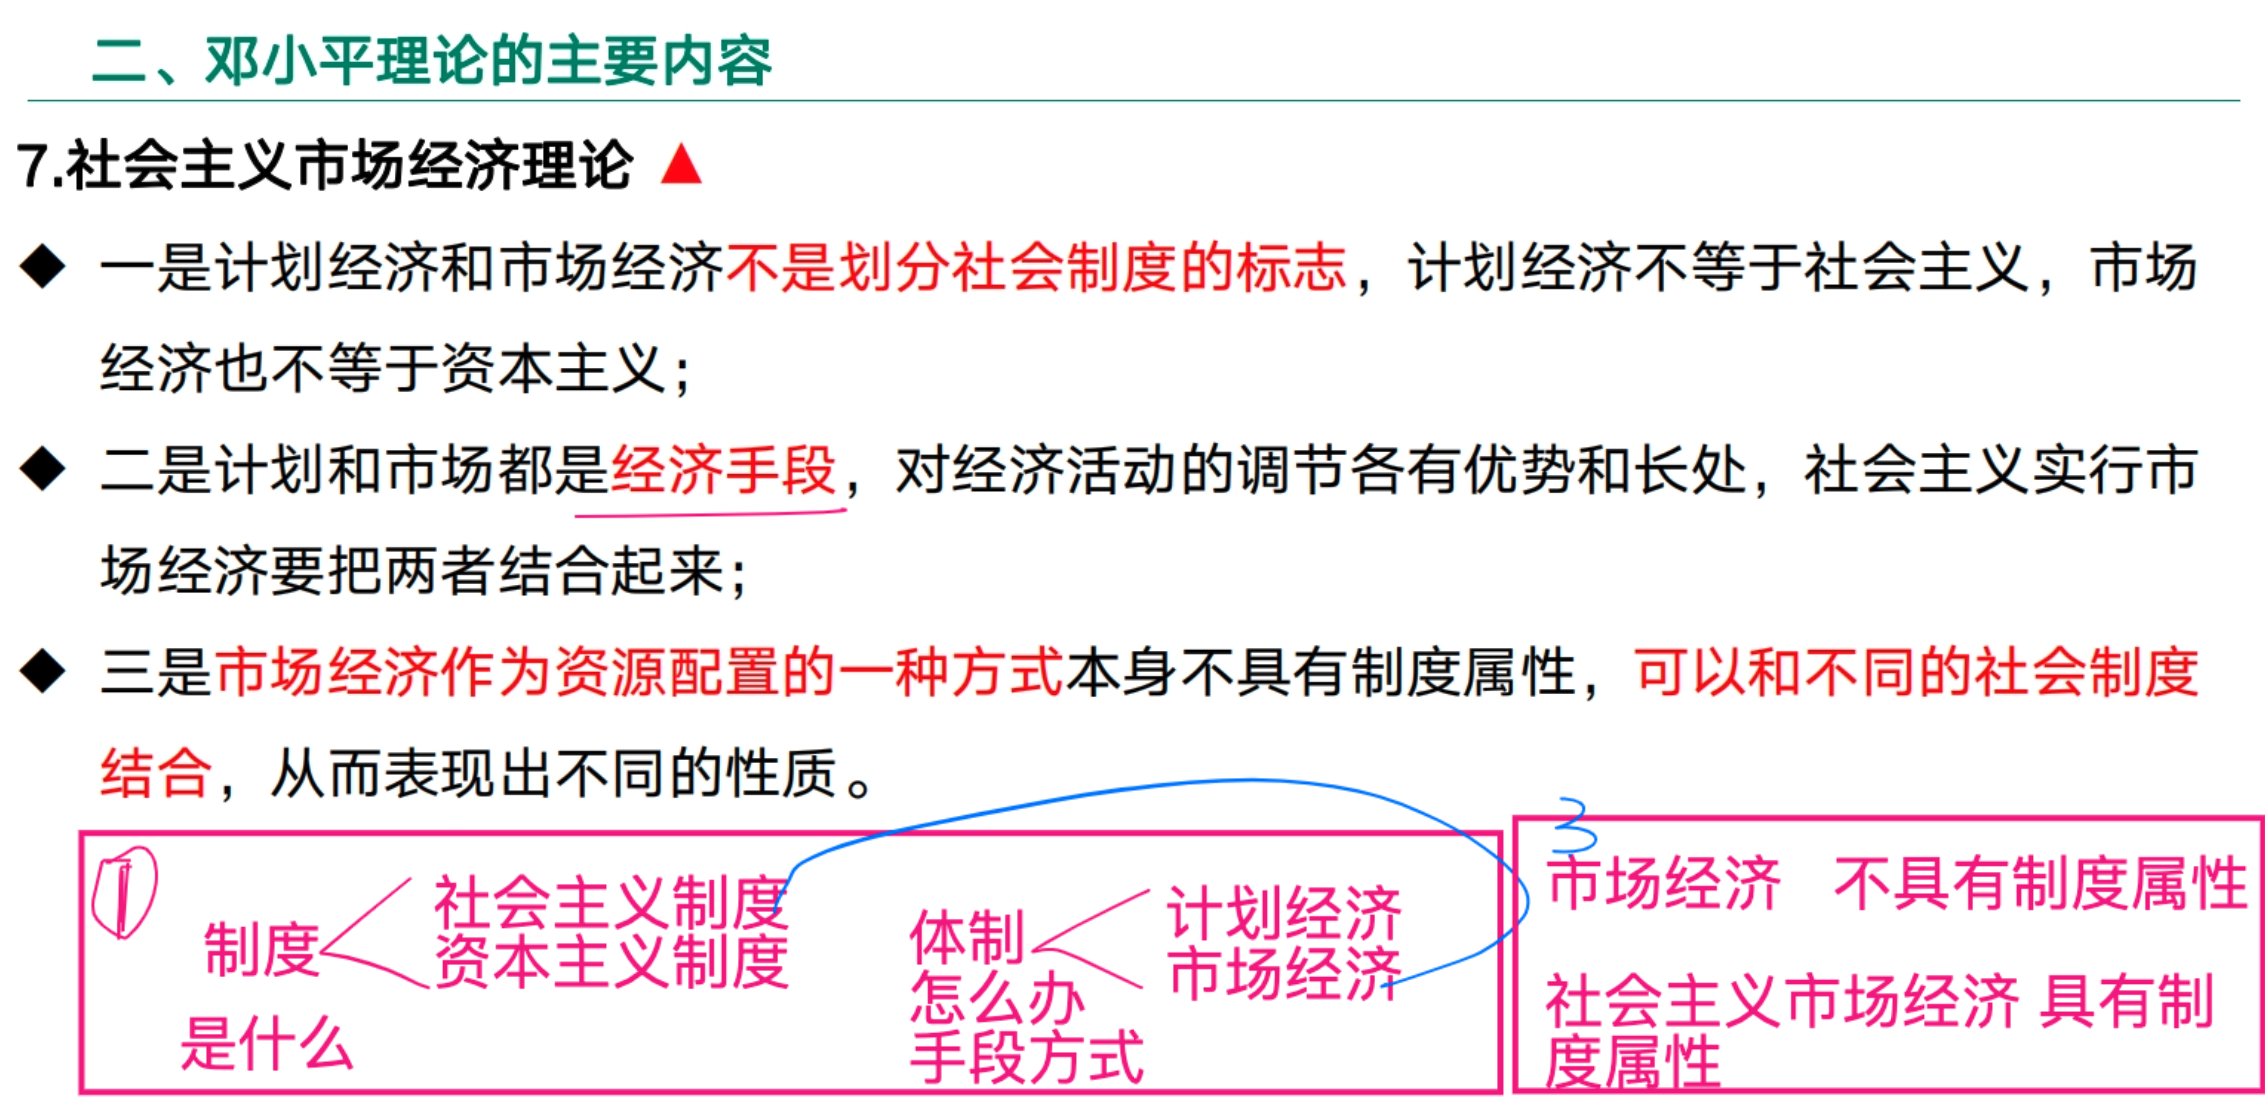 二、邓小平理论的主要内容
7.社会主义市场经济理论
一是计划经济和市场经济不是划分社会制度的标志，计划经济不等于社会主义，市场
经济也不等于资本主义；
二是计划和市场都是经济手段，对经济活动的调节各有优势和长处，社会主义实行市
场经济要把两者结合起来；
三是市场经济作为资源配置的一种方式本身不具有制度属性，可以和不同的社会制度
结合，从而表现出不同的性质。
1
制度
社会主义制度
资本主义制度
是什么
体制
怎么办
手段方式
计划经济
市场经济
3
市场经济 不具有制度属性
社会主义市场经济 具有制
度属性